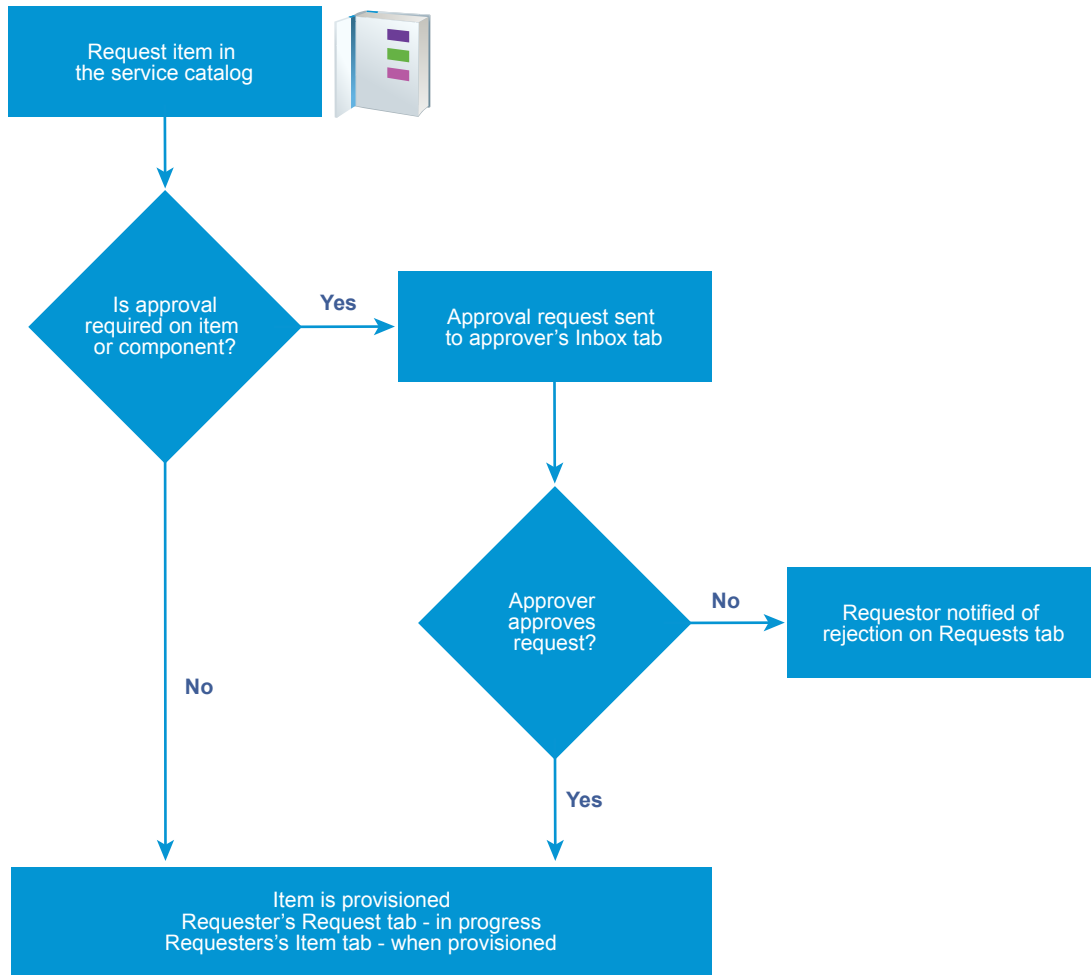 Request item in
the service catalog
Is approval
required on item
or component?
Yes
Approval request sent
to approver’s Inbox tab
Approver
approves
request?
No
Requestor notified of
rejection on Requests tab
No
Yes
Item is provisioned
Requester’s Request tab - in progress
Requesters’s Item tab - when provisioned